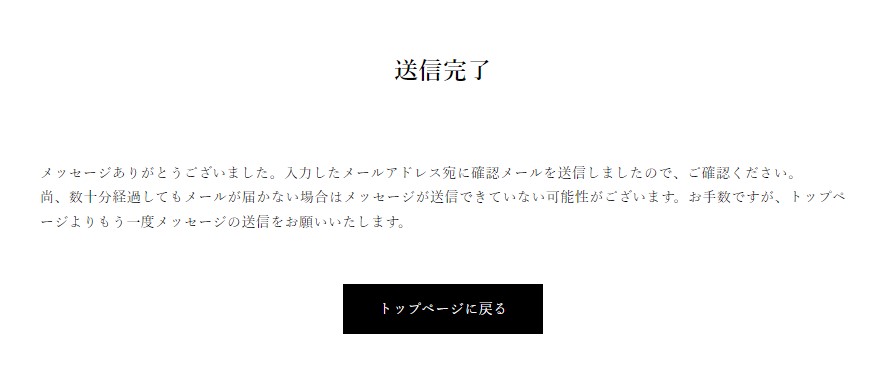 送信完了
メッセージありがとうございました。入力したメールアドレス宛に確認メールを送信しましたので、ご確認ください。
尚、数十分経過してもメールが届かない場合はメッセージが送信できていない可能性がございます。お手数ですが、トップペ
ージよりもう一度メッセージの送信をお願いいたします。
トップページに戻る